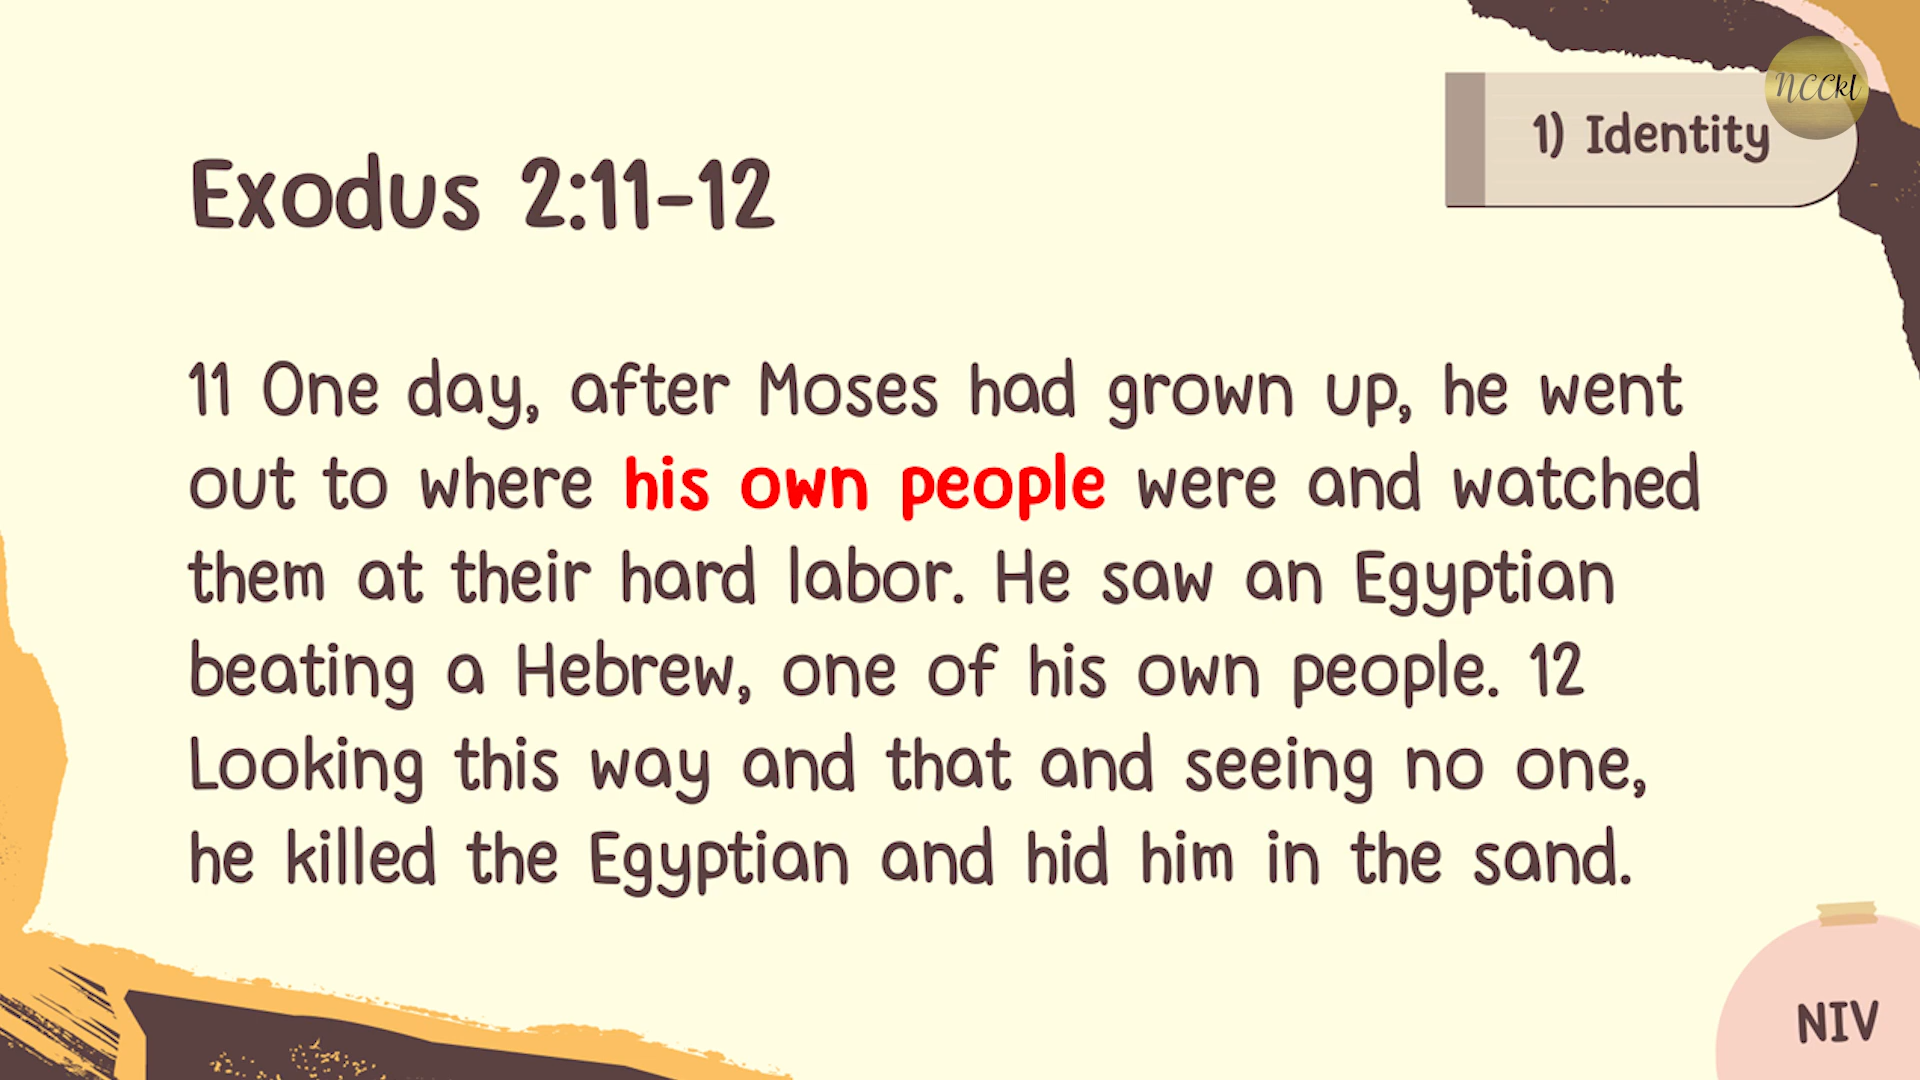 NCCkl
1) Identity
Exodus 2:11-12
11 One day, after Moses had grown up, he went
out to where his own people were and watched
them at their hard labor. He saw an Egyptian
beating a Hebrew, one of his own people. 12
Looking this way and that and seeing no one,
he killed the Egyptian and hid him in the sand.
NIV